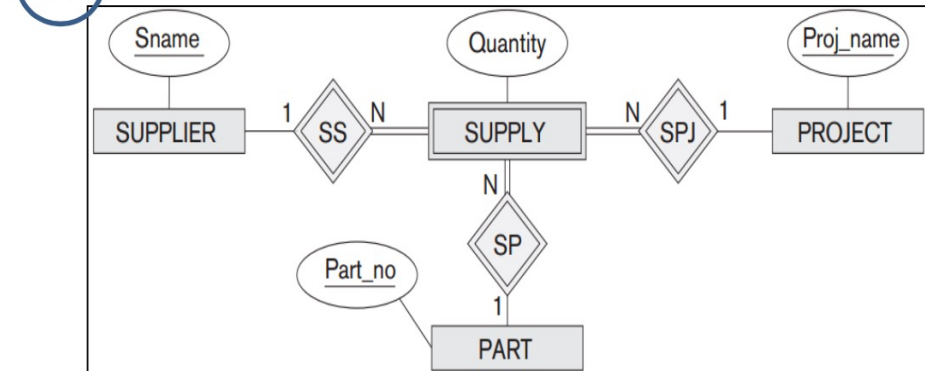 Sname
Quantity
Proj_name
1
N
N
1
SUPPLIER
SS
SUPPLY
SPJ
PROJECT
N
SP
Part_no
1
PART